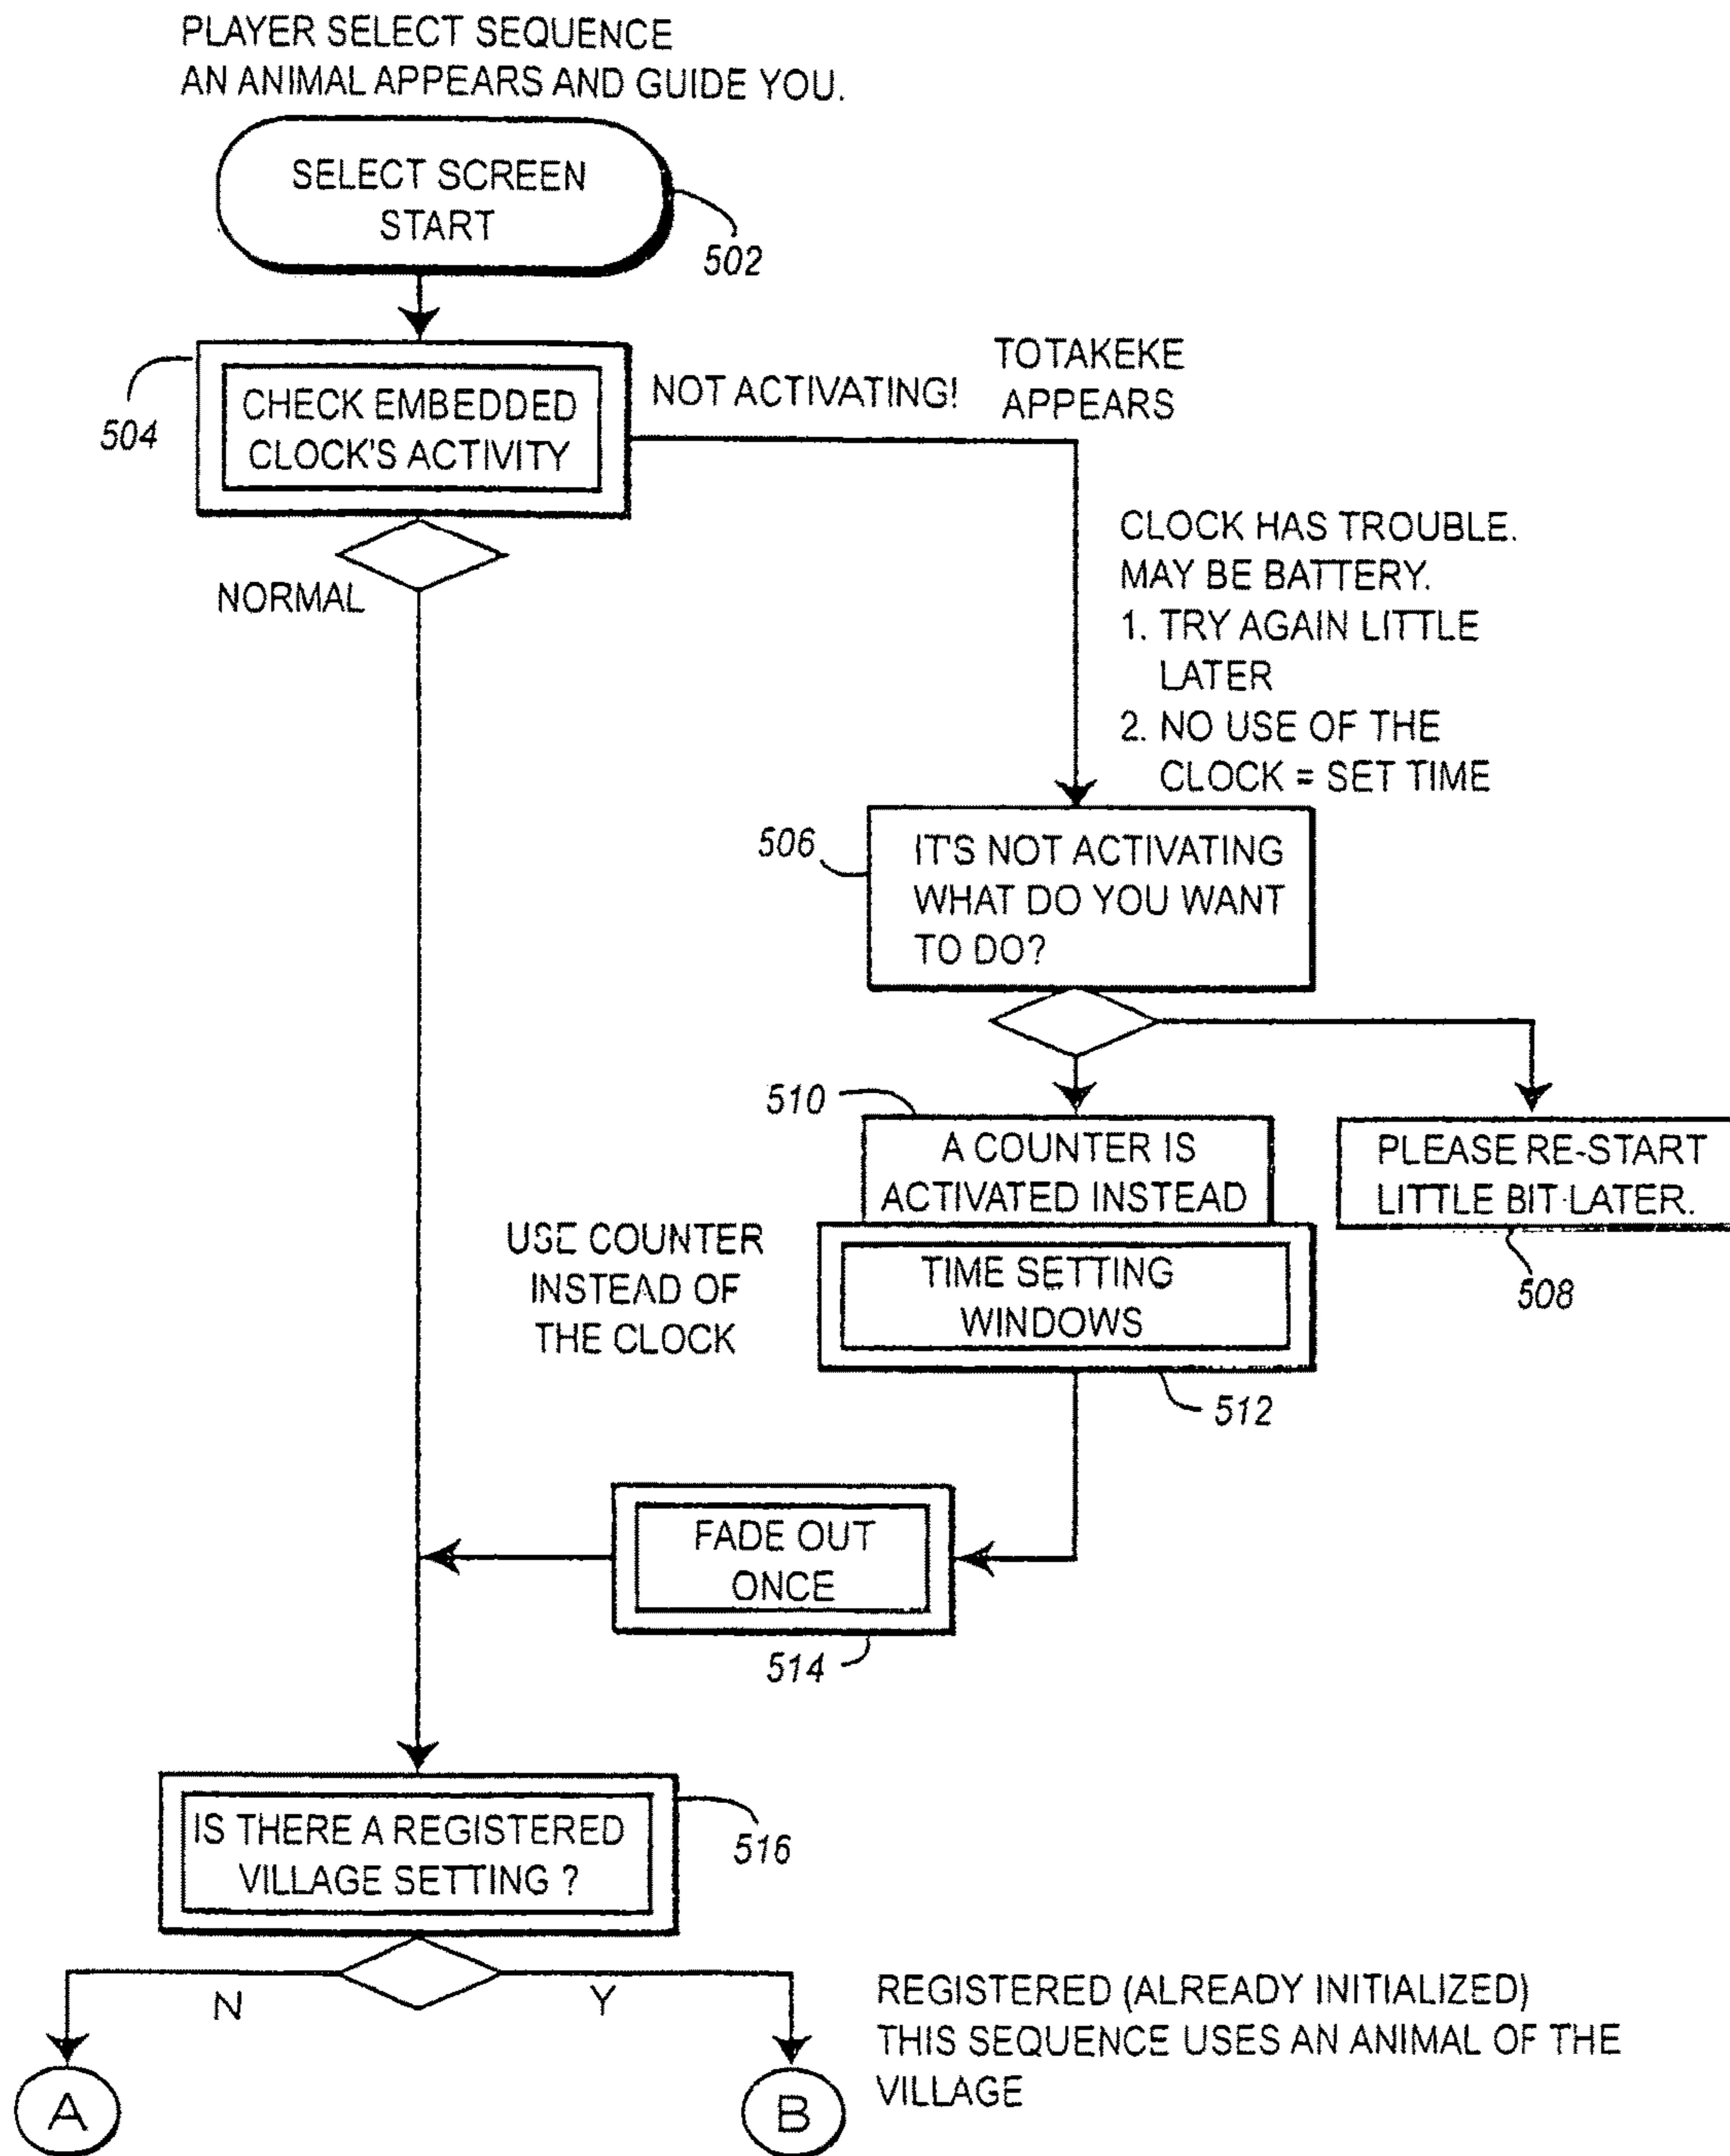 PLAYER SELECT SEQUENCE
AN ANIMAL APPEARS AND GUIDE YOU.
SELECT SCREEN
START
502
504
CHECK EMBEDDED
CLOCK'S ACTIVITY
NOT ACTIVATING!
TOTAKEKE
APPEARS
NORMAL
CLOCK HAS TROUBLE.
MAY BE BATTERY.
1. TRY AGAIN LITTLE
LATER
2. NO USE OF THE
CLOCK = SET TIME
506
IT'S NOT ACTIVATING
WHAT DO YOU WANT
TO DO?
510
A COUNTER IS
ACTIVATED INSTEAD
PLEASE RE-START
LITTLE BIT LATER.
508
USE COUNTER
INSTEAD OF
THE CLOCK
TIME SETTING
WINDOWS
512
FADE OUT
ONCE
514
IS THERE A REGISTERED
VILLAGE SETTING ?
516
N
Y
A
B
REGISTERED (ALREADY INITIALIZED)
THIS SEQUENCE USES AN ANIMAL OF THE
VILLAGE